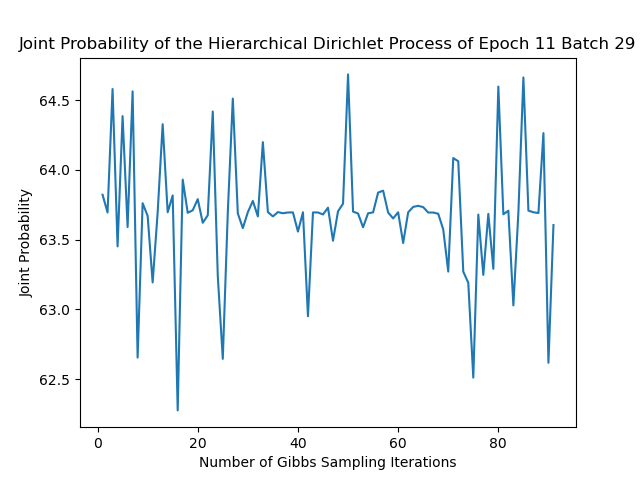 Joint Probability of the Hierarchical Dirichlet Process of Epoch 11 Batch 29
64.5
64.0
63.5
63.0
62.5
Joint Probability
0 20 40 60 80
Number of Gibbs Sampling Iterations